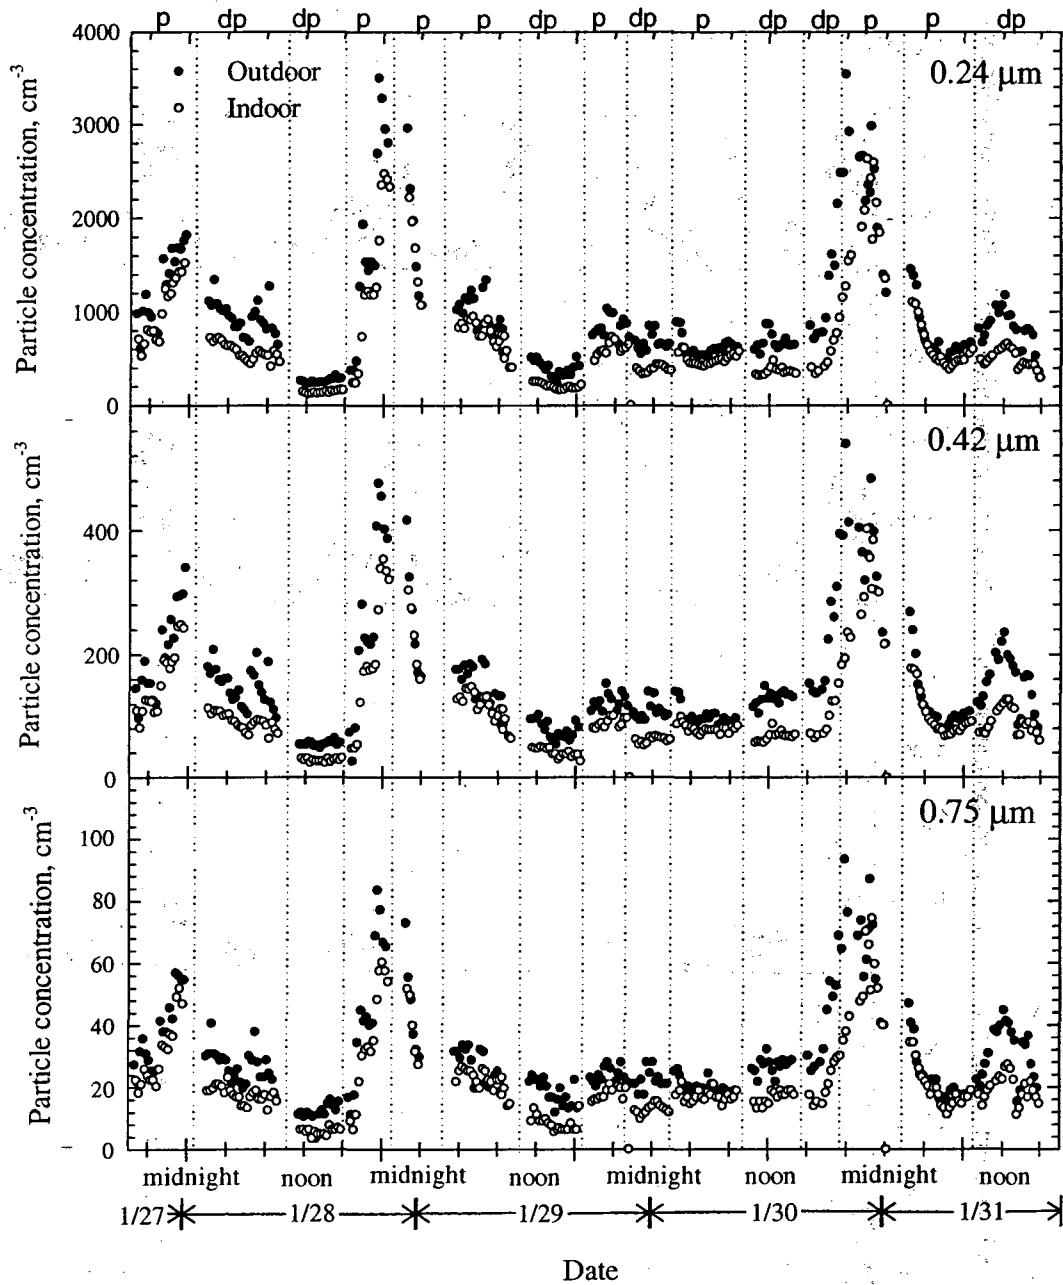 p dp dp p p p dp p dp p dp dp p p dp
4000
Outdoor
Indoor
0.24 μm
3000
2000
1000
0
Particle concentration, cm-3
0.42 μm
400
200
0
Particle concentration, cm-3
0.75 μm
100
80
60
40
20
0
Particle concentration, cm-3
midnight noon midnight noon midnight noon midnight noon
1/27 1/28 1/29 1/30 1/31
Date